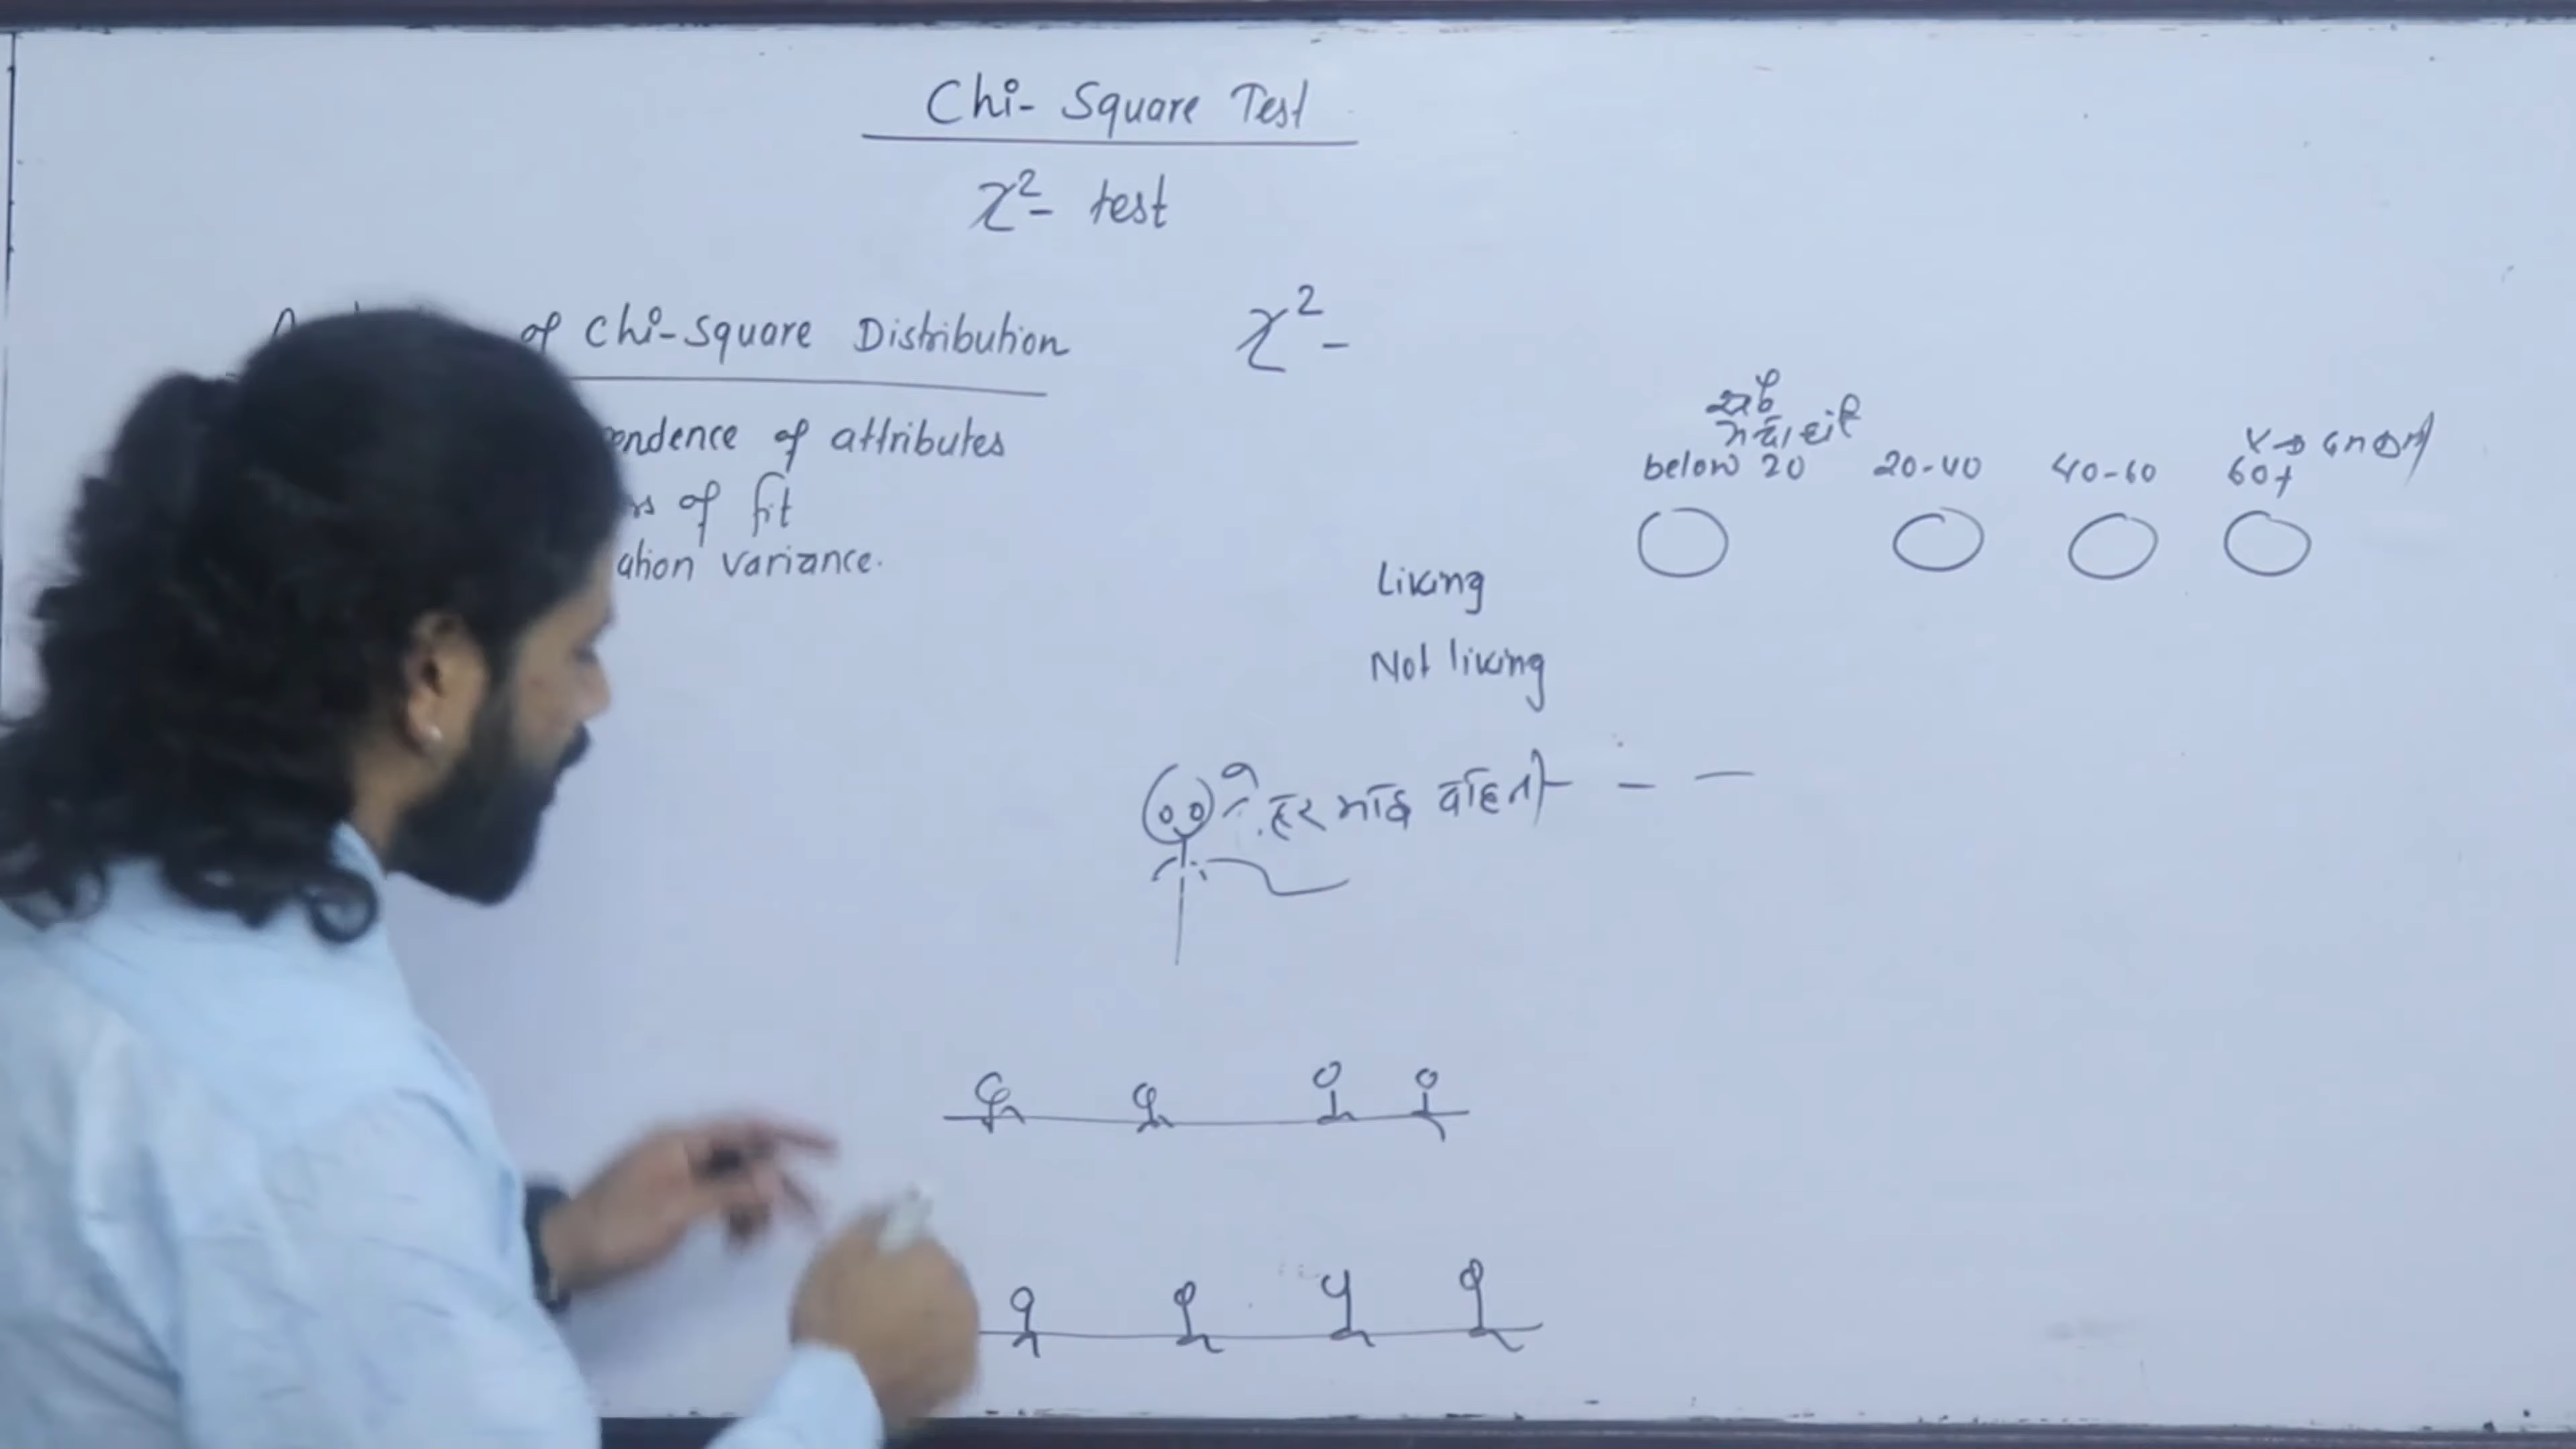 Chi- Square Test
χ²- test
of Chi-Square Distribution
χ² -
ondence of attributes
of fit
ation variance.
below 20 20-40 40-60 60+
Liking
Not liking
हर मादि वाहिनी - —